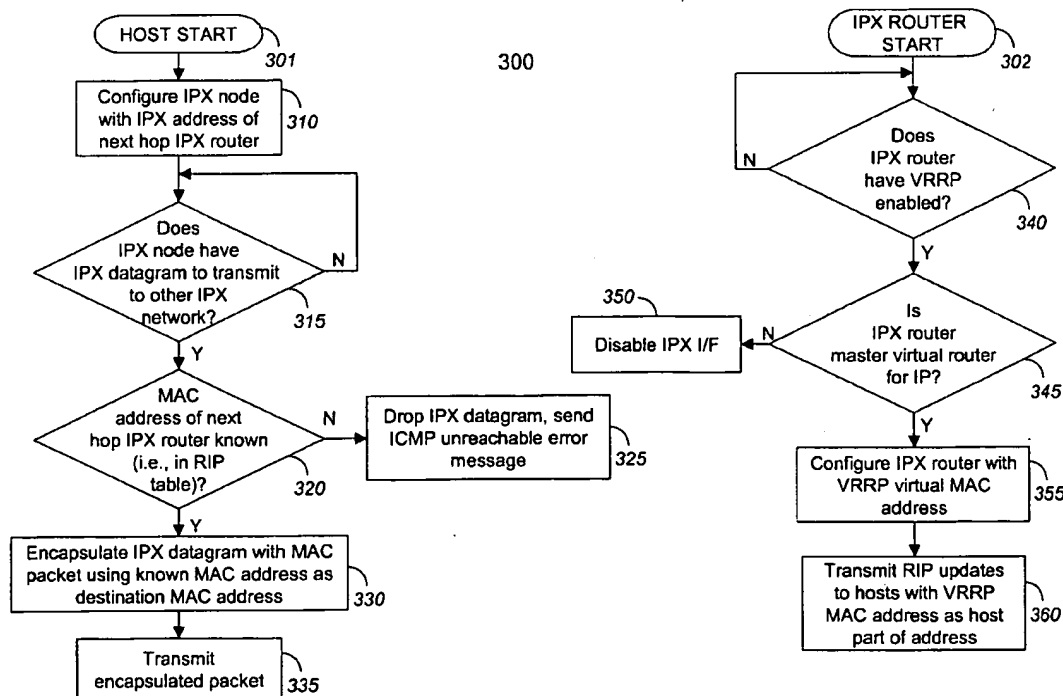 HOST START
301
Configure IPX node
with IPX address of
next hop IPX router
310
Does
IPX node have
IPX datagram to transmit
to other IPX
network?
315
N
Y
MAC
address of next
hop IPX router known
(i.e., in RIP
table)?
320
N
Drop IPX datagram, send
ICMP unreachable error
message
325
Y
Encapsulate IPX datagram with MAC
packet using known MAC address as
destination MAC address
330
Transmit
encapsulated packet
335
300
IPX ROUTER
START
302
Does
IPX router
have VRRP
enabled?
340
N
Y
Is
IPX router
master virtual router
for IP?
345
N
350
Disable IPX I/F
Y
Configure IPX router with
VRRP virtual MAC
address
355
Transmit RIP updates
to hosts with VRRP
MAC address as host
part of address
360